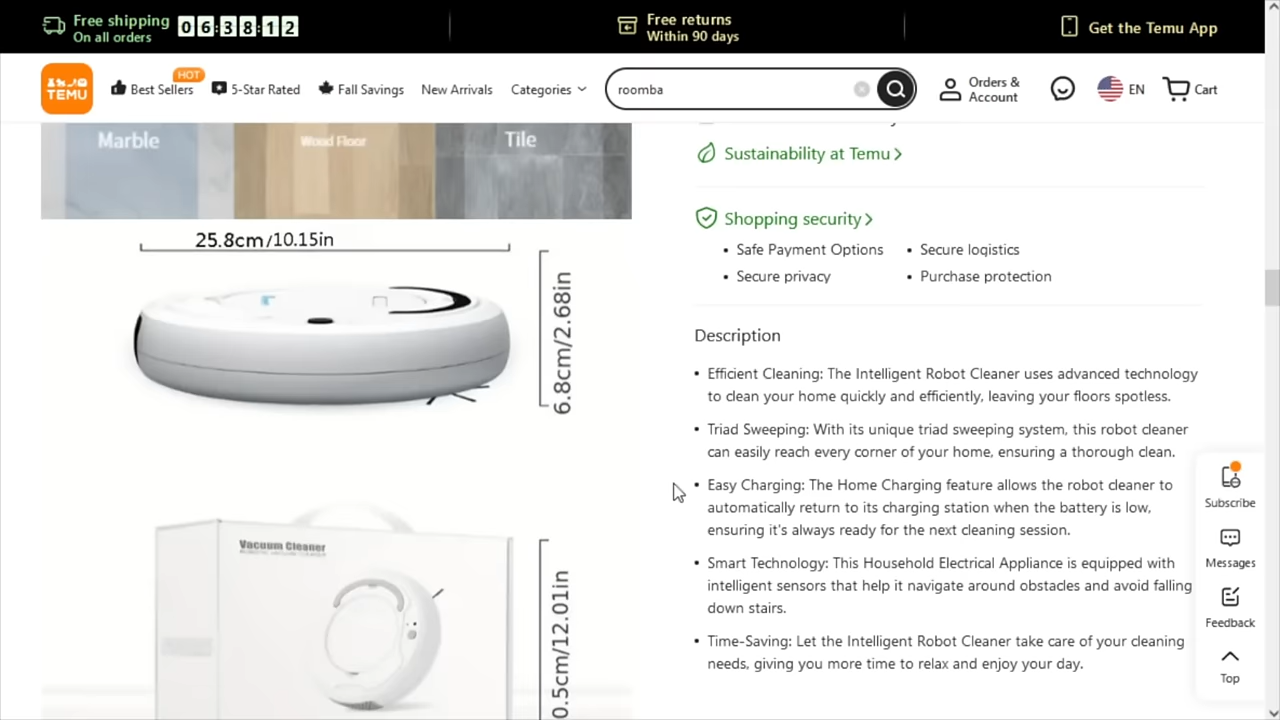 Free shipping
On all orders
06:38:12
Free returns
Within 90 days
Get the Temu App
TEMU
Best Sellers
HOT
5-Star Rated
Fall Savings
New Arrivals
Categories
roomba
Orders &
Account
EN
Cart
Marble
Wood Floor
Tile
25.8cm/10.15in
6.8cm/2.68in
Vacuum Cleaner
0.5cm/12.01in
Sustainability at Temu
Shopping security
• Safe Payment Options
• Secure logistics
• Secure privacy
• Purchase protection
Description
• Efficient Cleaning: The Intelligent Robot Cleaner uses advanced technology
to clean your home quickly and efficiently, leaving your floors spotless.
• Triad Sweeping: With its unique triad sweeping system, this robot cleaner
can easily reach every corner of your home, ensuring a thorough clean.
• Easy Charging: The Home Charging feature allows the robot cleaner to
automatically return to its charging station when the battery is low,
ensuring it's always ready for the next cleaning session.
• Smart Technology: This Household Electrical Appliance is equipped with
intelligent sensors that help it navigate around obstacles and avoid falling
down stairs.
• Time-Saving: Let the Intelligent Robot Cleaner take care of your cleaning
needs, giving you more time to relax and enjoy your day.
Subscribe
Messages
Feedback
Top